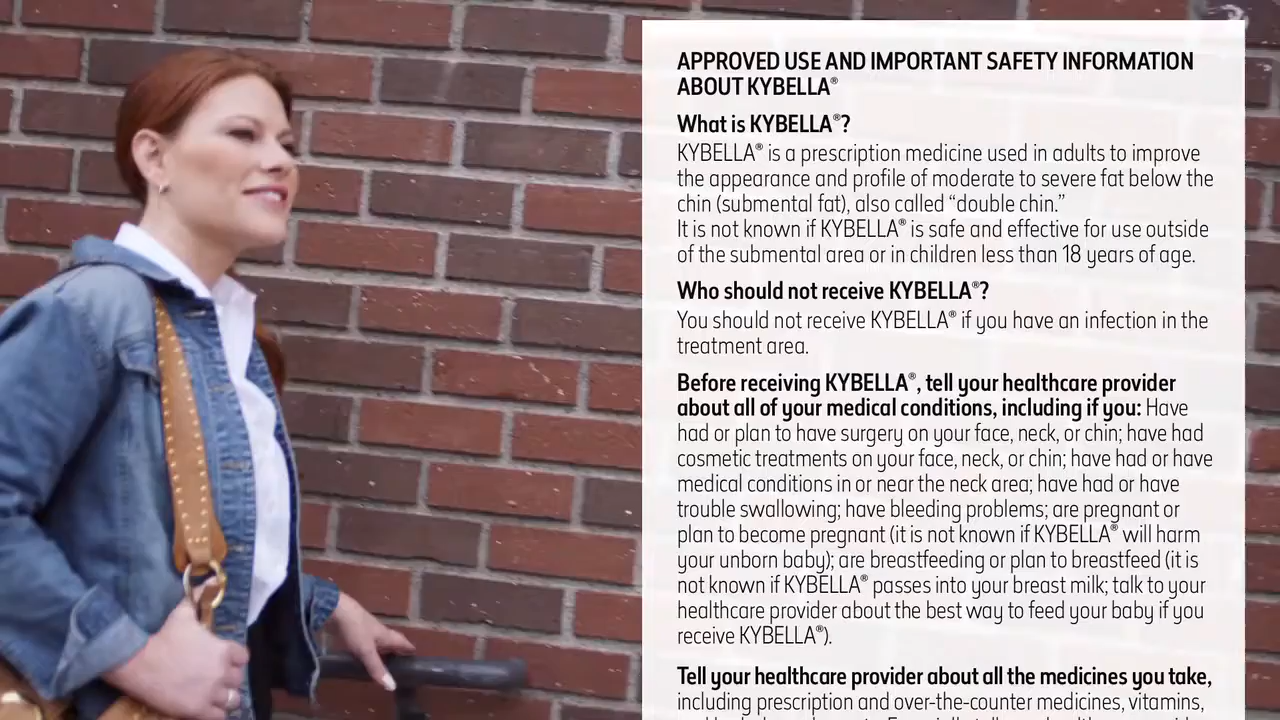 APPROVED USE AND IMPORTANT SAFETY INFORMATION
ABOUT KYBELLA®
What is KYBELLA®?
KYBELLA® is a prescription medicine used in adults to improve
the appearance and profile of moderate to severe fat below the
chin (submental fat), also called “double chin.”
It is not known if KYBELLA® is safe and effective for use outside
of the submental area or in children less than 18 years of age.
Who should not receive KYBELLA®?
You should not receive KYBELLA® if you have an infection in the
treatment area.
Before receiving KYBELLA®, tell your healthcare provider
about all of your medical conditions, including if you: Have
had or plan to have surgery on your face, neck, or chin; have had
cosmetic treatments on your face, neck, or chin; have had or have
medical conditions in or near the neck area; have had or have
trouble swallowing; have bleeding problems; are pregnant or
plan to become pregnant (it is not known if KYBELLA® will harm
your unborn baby); are breastfeeding or plan to breastfeed (it is
not known if KYBELLA® passes into your breast milk; talk to your
healthcare provider about the best way to feed your baby if you
receive KYBELLA®).
Tell your healthcare provider about all the medicines you take,
including prescription and over-the-counter medicines, vitamins,